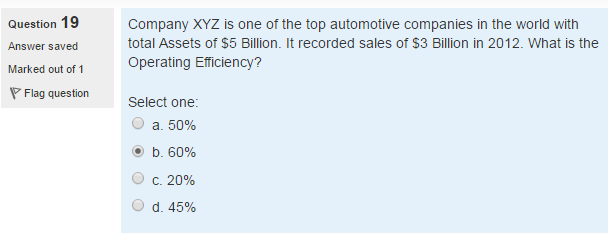 Question 19
Answer saved
Marked out of 1
Flag question
Company XYZ is one of the top automotive companies in the world with
total Assets of $5 Billion. It recorded sales of $3 Billion in 2012. What is the
Operating Efficiency?
Select one:
a. 50%
b. 60%
c. 20%
d. 45%